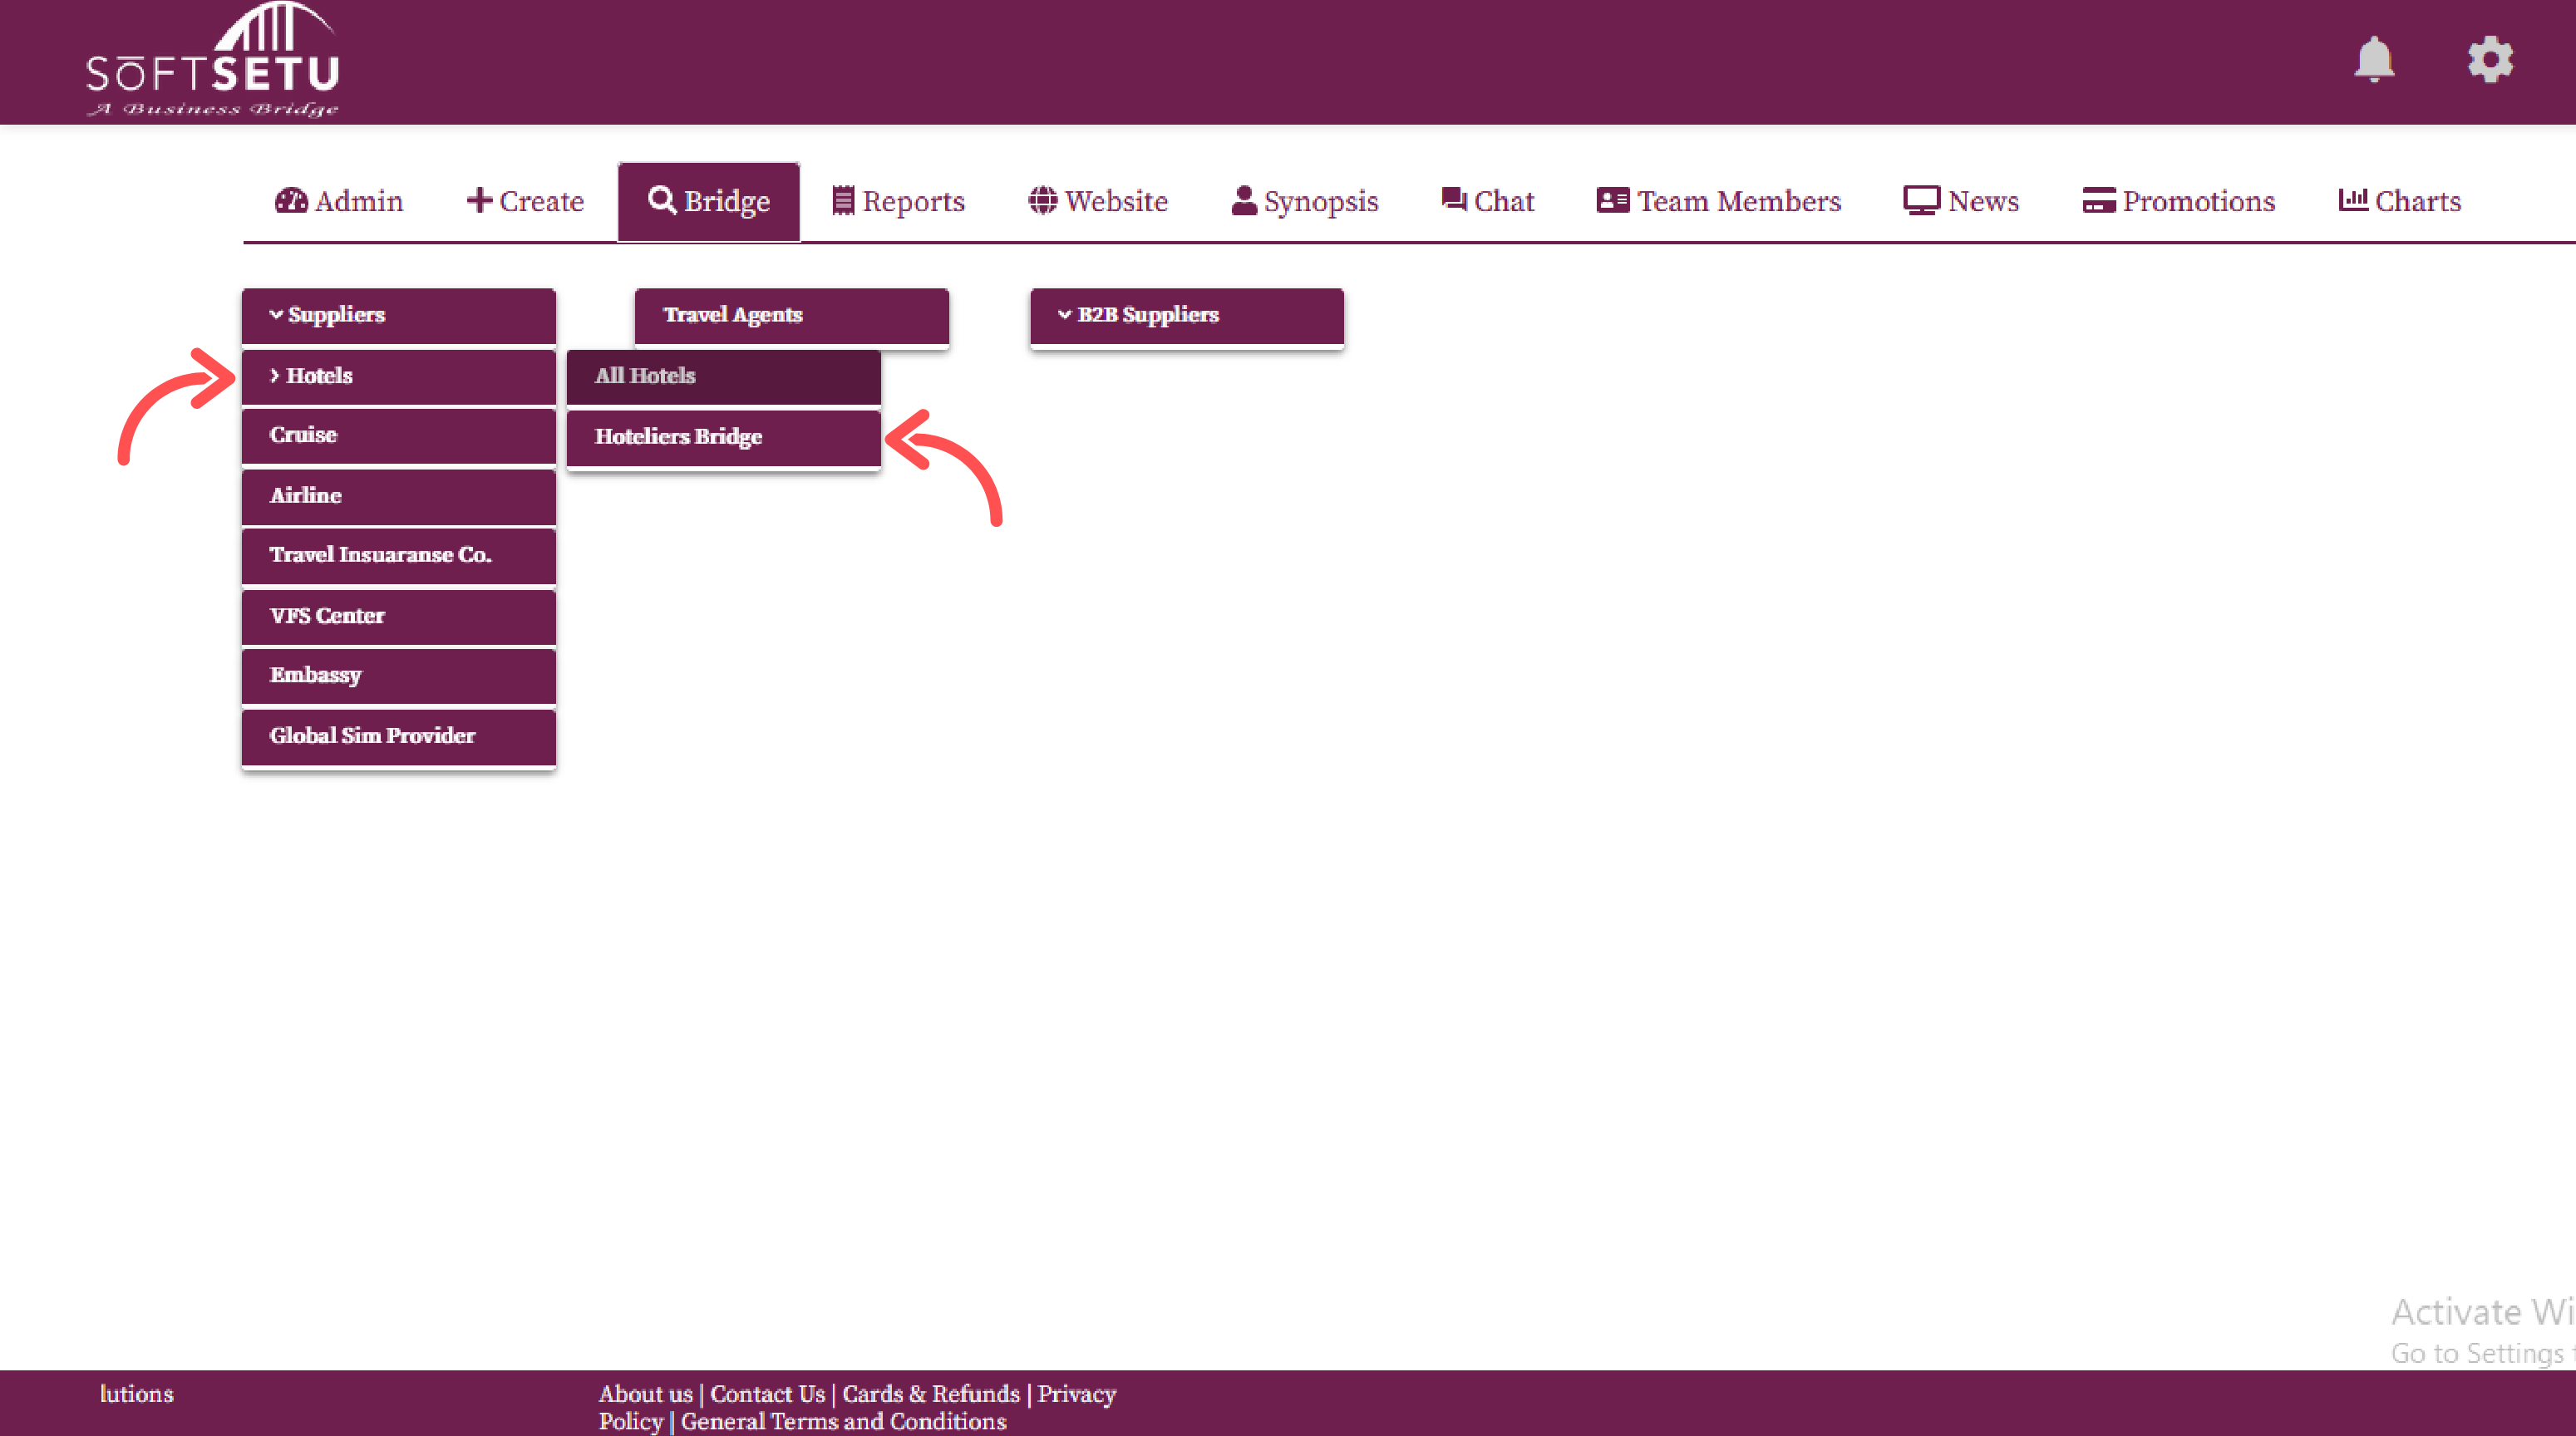 SŌFTSETU
A Business Bridge
Admin Create Bridge Reports Website Synopsis Chat Team Members News Promotions Charts
Suppliers Travel Agents B2B Suppliers
Hotels All Hotels
Cruise Hoteliers Bridge
Airline
Travel Insuaranse Co.
VFS Center
Embassy
Global Sim Provider
Activate Wi
Go to Settings t
lutions About us | Contact Us | Cards & Refunds | Privacy
Policy | General Terms and Conditions